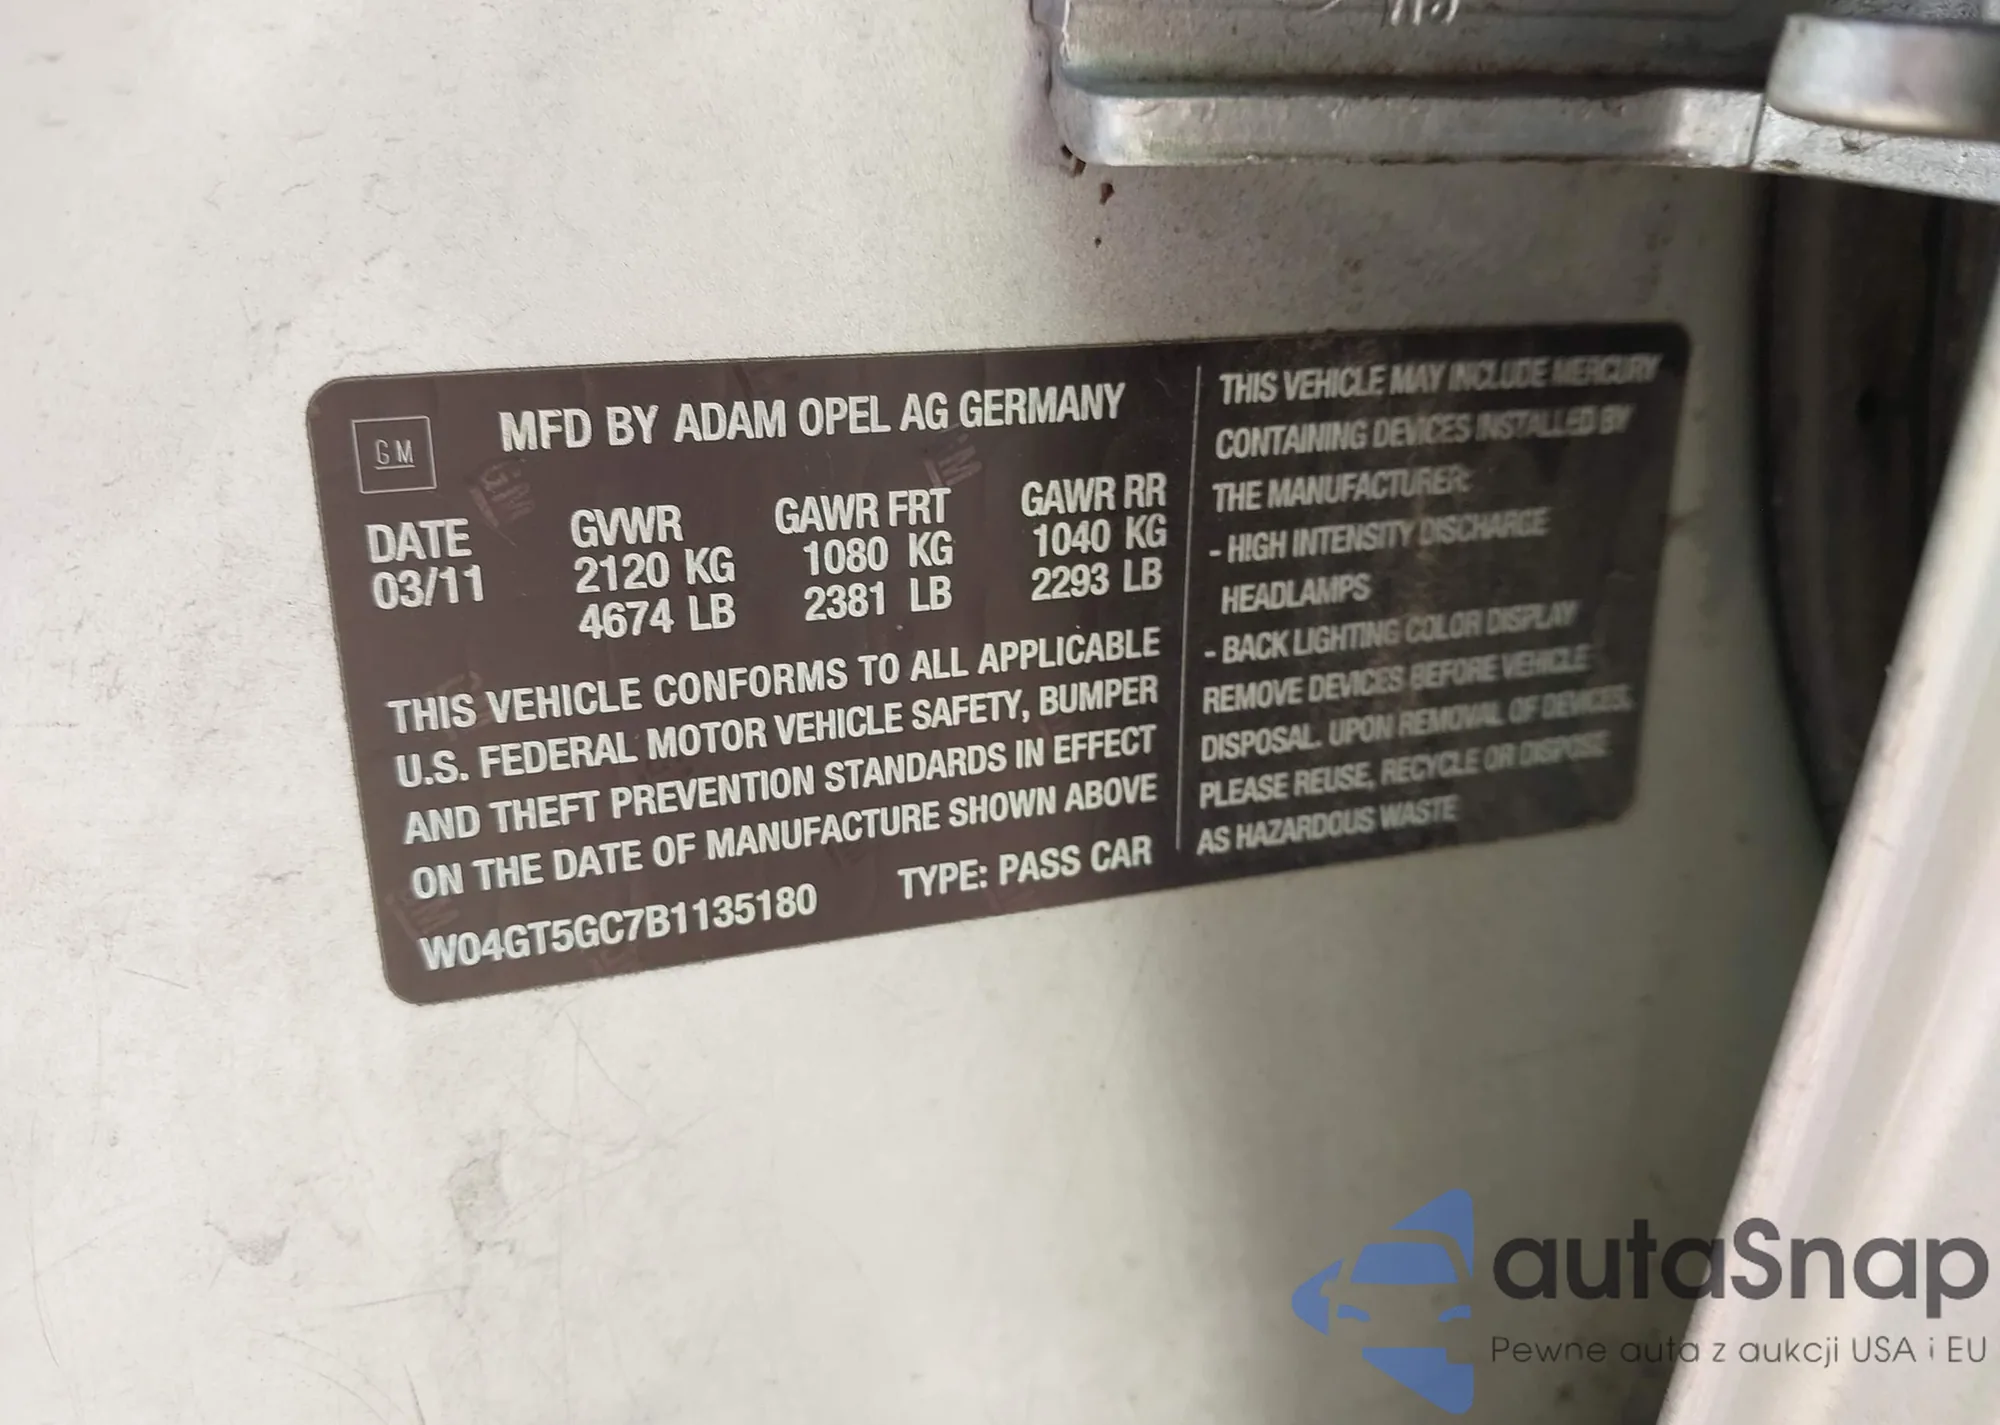 GM
MFD BY ADAM OPEL AG GERMANY
DATE GVWR GAWR FRT GAWR RR
03/11 2120 KG 1080 KG 1040 KG
4674 LB 2381 LB 2293 LB
THIS VEHICLE CONFORMS TO ALL APPLICABLE
U.S. FEDERAL MOTOR VEHICLE SAFETY, BUMPER
AND THEFT PREVENTION STANDARDS IN EFFECT
ON THE DATE OF MANUFACTURE SHOWN ABOVE
W04GT5GC7B1135180 TYPE: PASS CAR
THIS VEHICLE MAY INCLUDE MERCURY
CONTAINING DEVICES INSTALLED BY
THE MANUFACTURER:
- HIGH INTENSITY DISCHARGE
HEADLAMPS
- BACK LIGHTING COLOR DISPLAY
REMOVE DEVICES BEFORE VEHICLE
DISPOSAL. UPON REMOVAL OF DEVICES,
PLEASE REUSE, RECYCLE OR DISPOSE
AS HAZARDOUS WASTE
autaSnap
Pewne auta z aukcji USA i EU